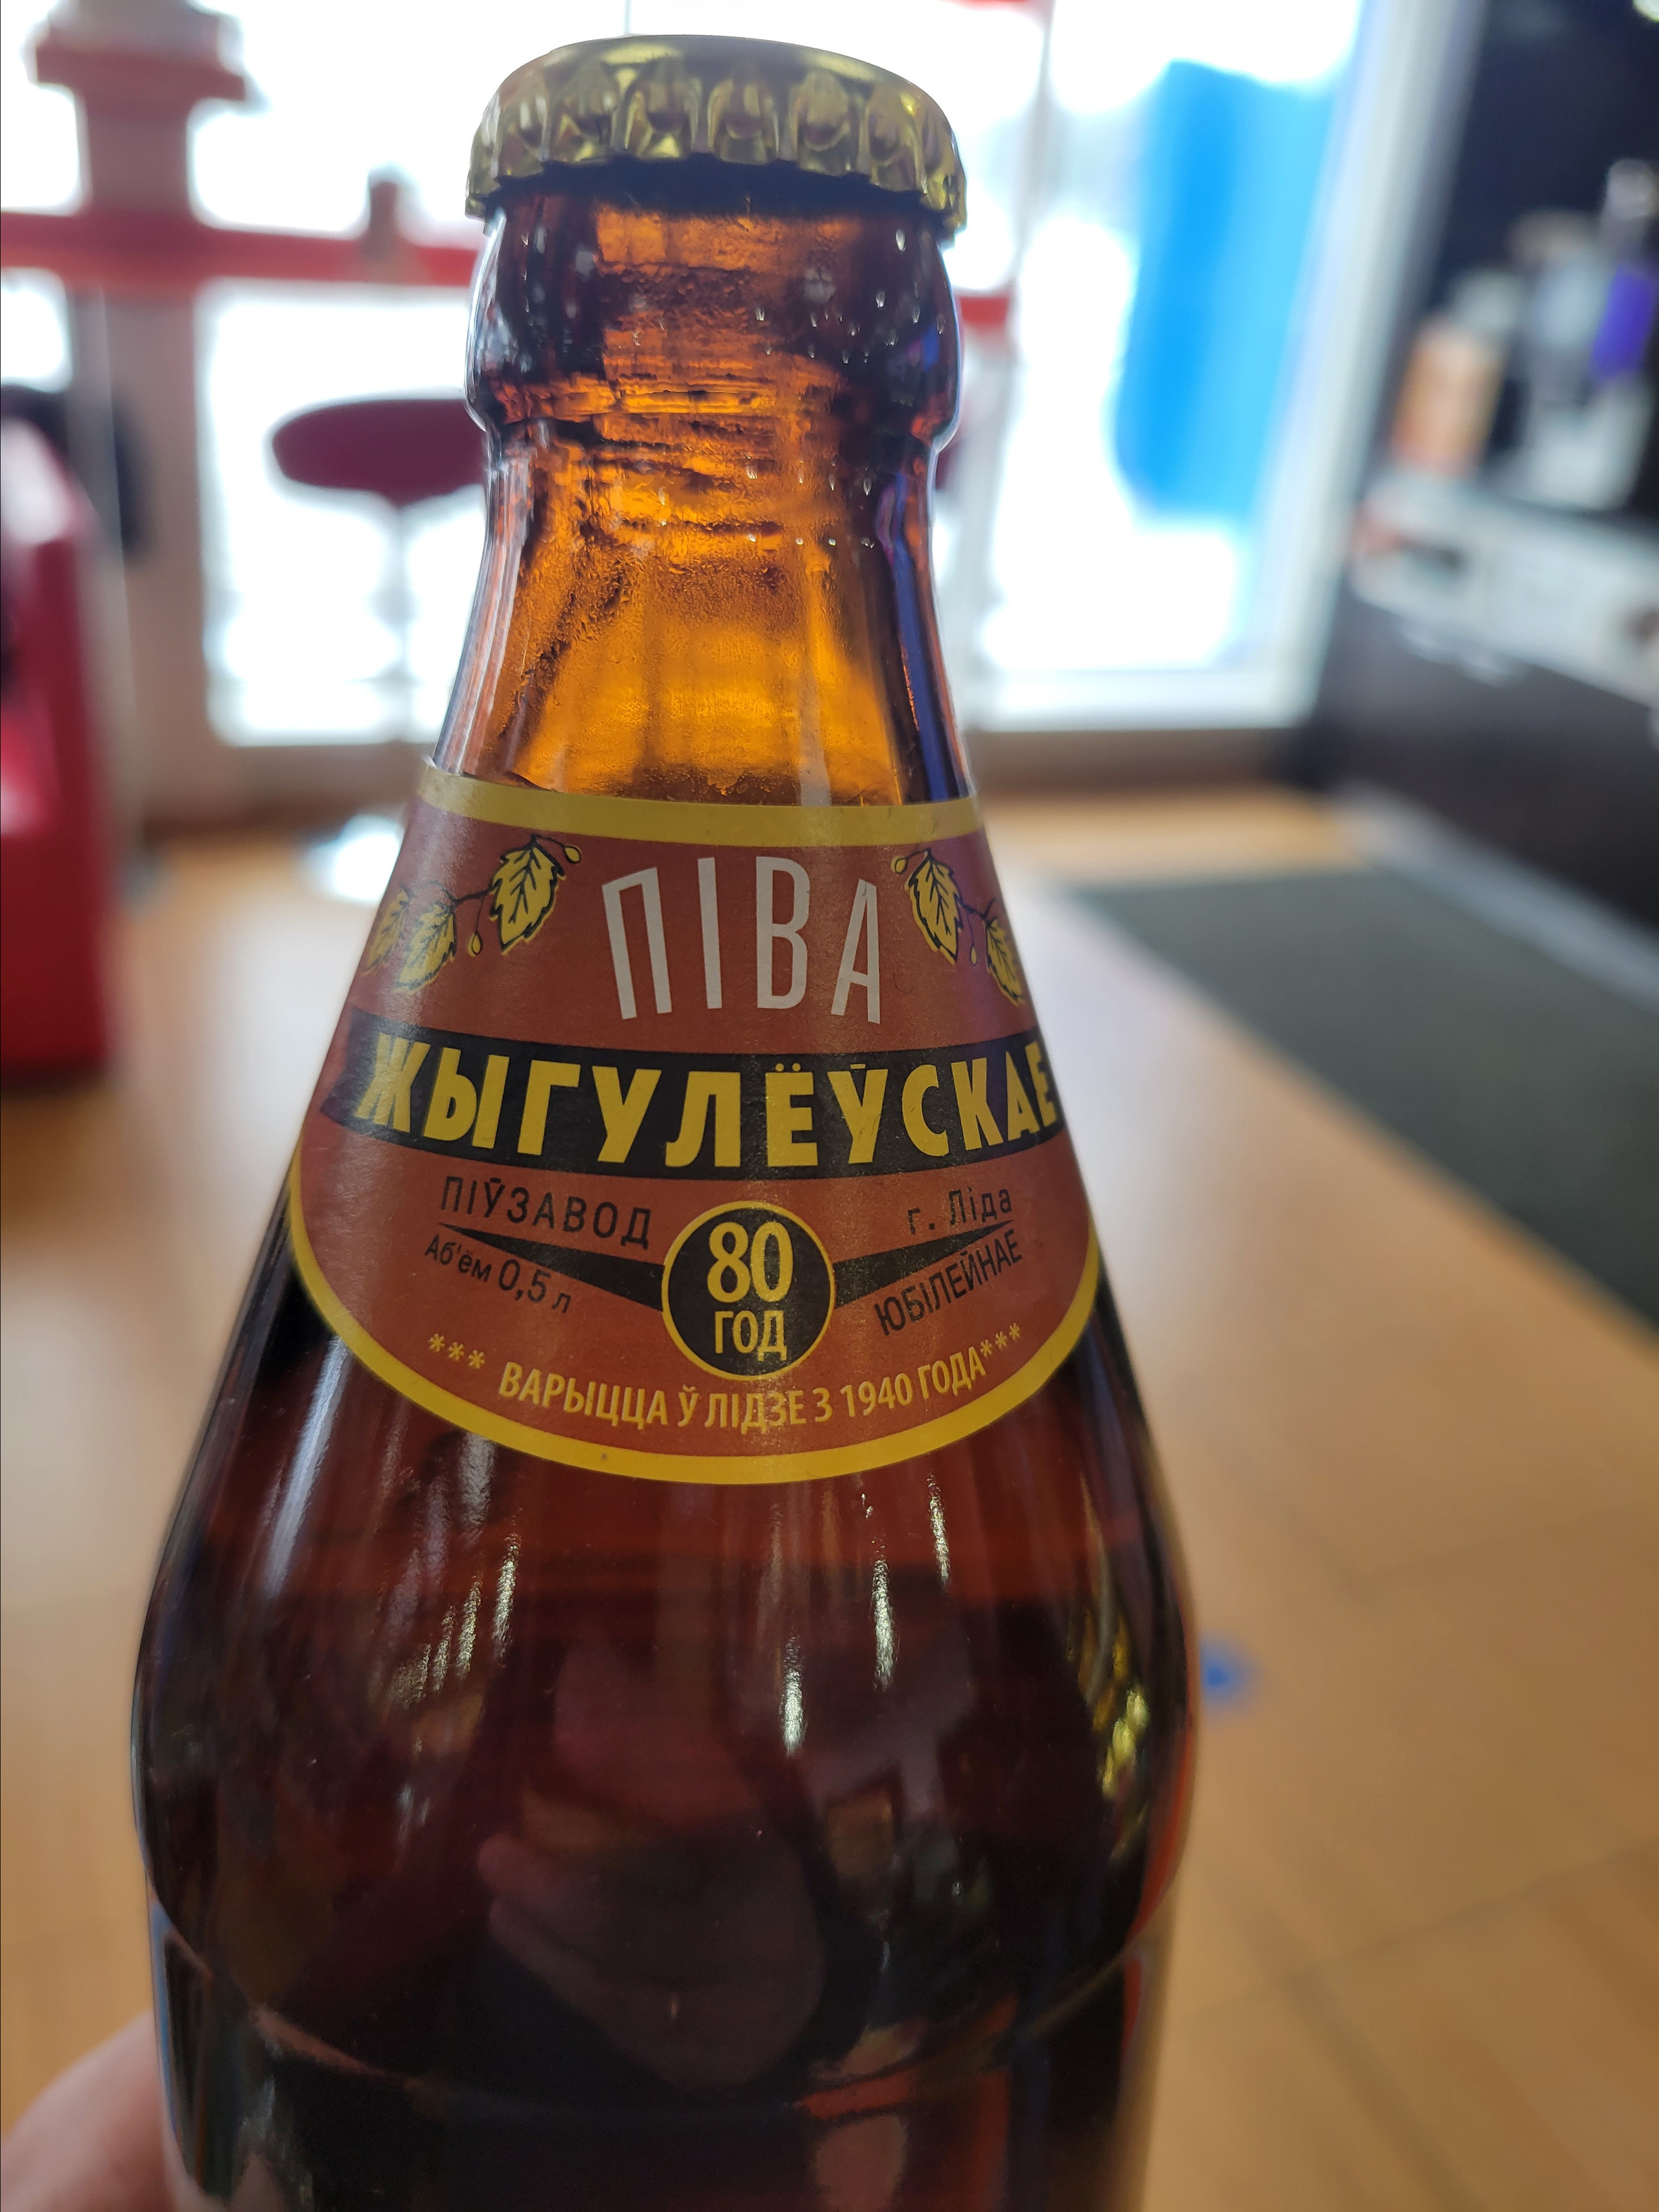 ПІВА
ЖЫГУЛЁЎСКАЕ
ПІЎЗАВОД г. Ліда
Аб'ём 0,5 л
80
ГОД
ЮБІЛЕЙНАЕ
*** ВАРЫЦЦА Ў ЛІДЗЕ З 1940 ГОДА***